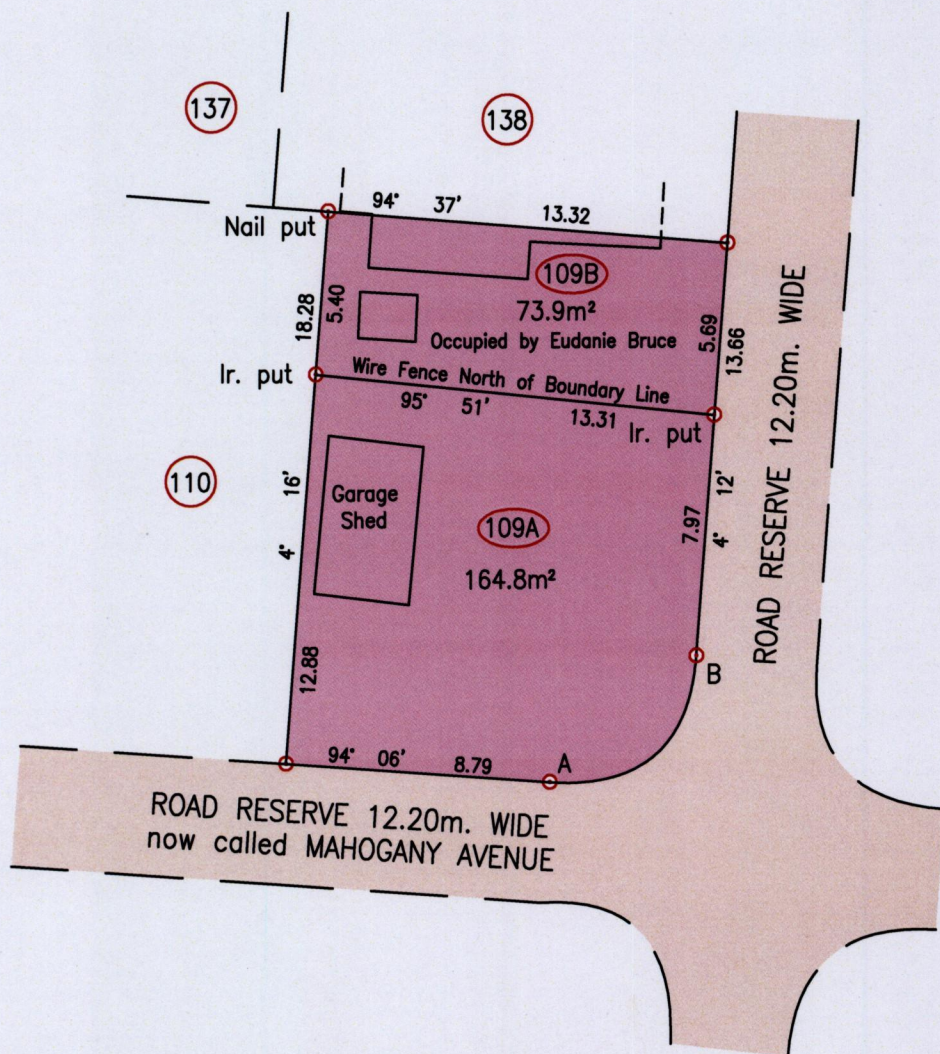 137
138
94° 37' 13.32
Nail put
109B
73.9m²
18.28
5.40
5.69
13.66
Occupied by Eudanie Bruce
Ir. put
Wire Fence North of Boundary Line
95° 51' 13.31
Ir. put
110
4° 16'
Garage
Shed
109A
164.8m²
7.97
4° 12'
ROAD RESERVE 12.20m. WIDE
12.88
B
94° 06' 8.79
A
ROAD RESERVE 12.20m. WIDE
now called MAHOGANY AVENUE